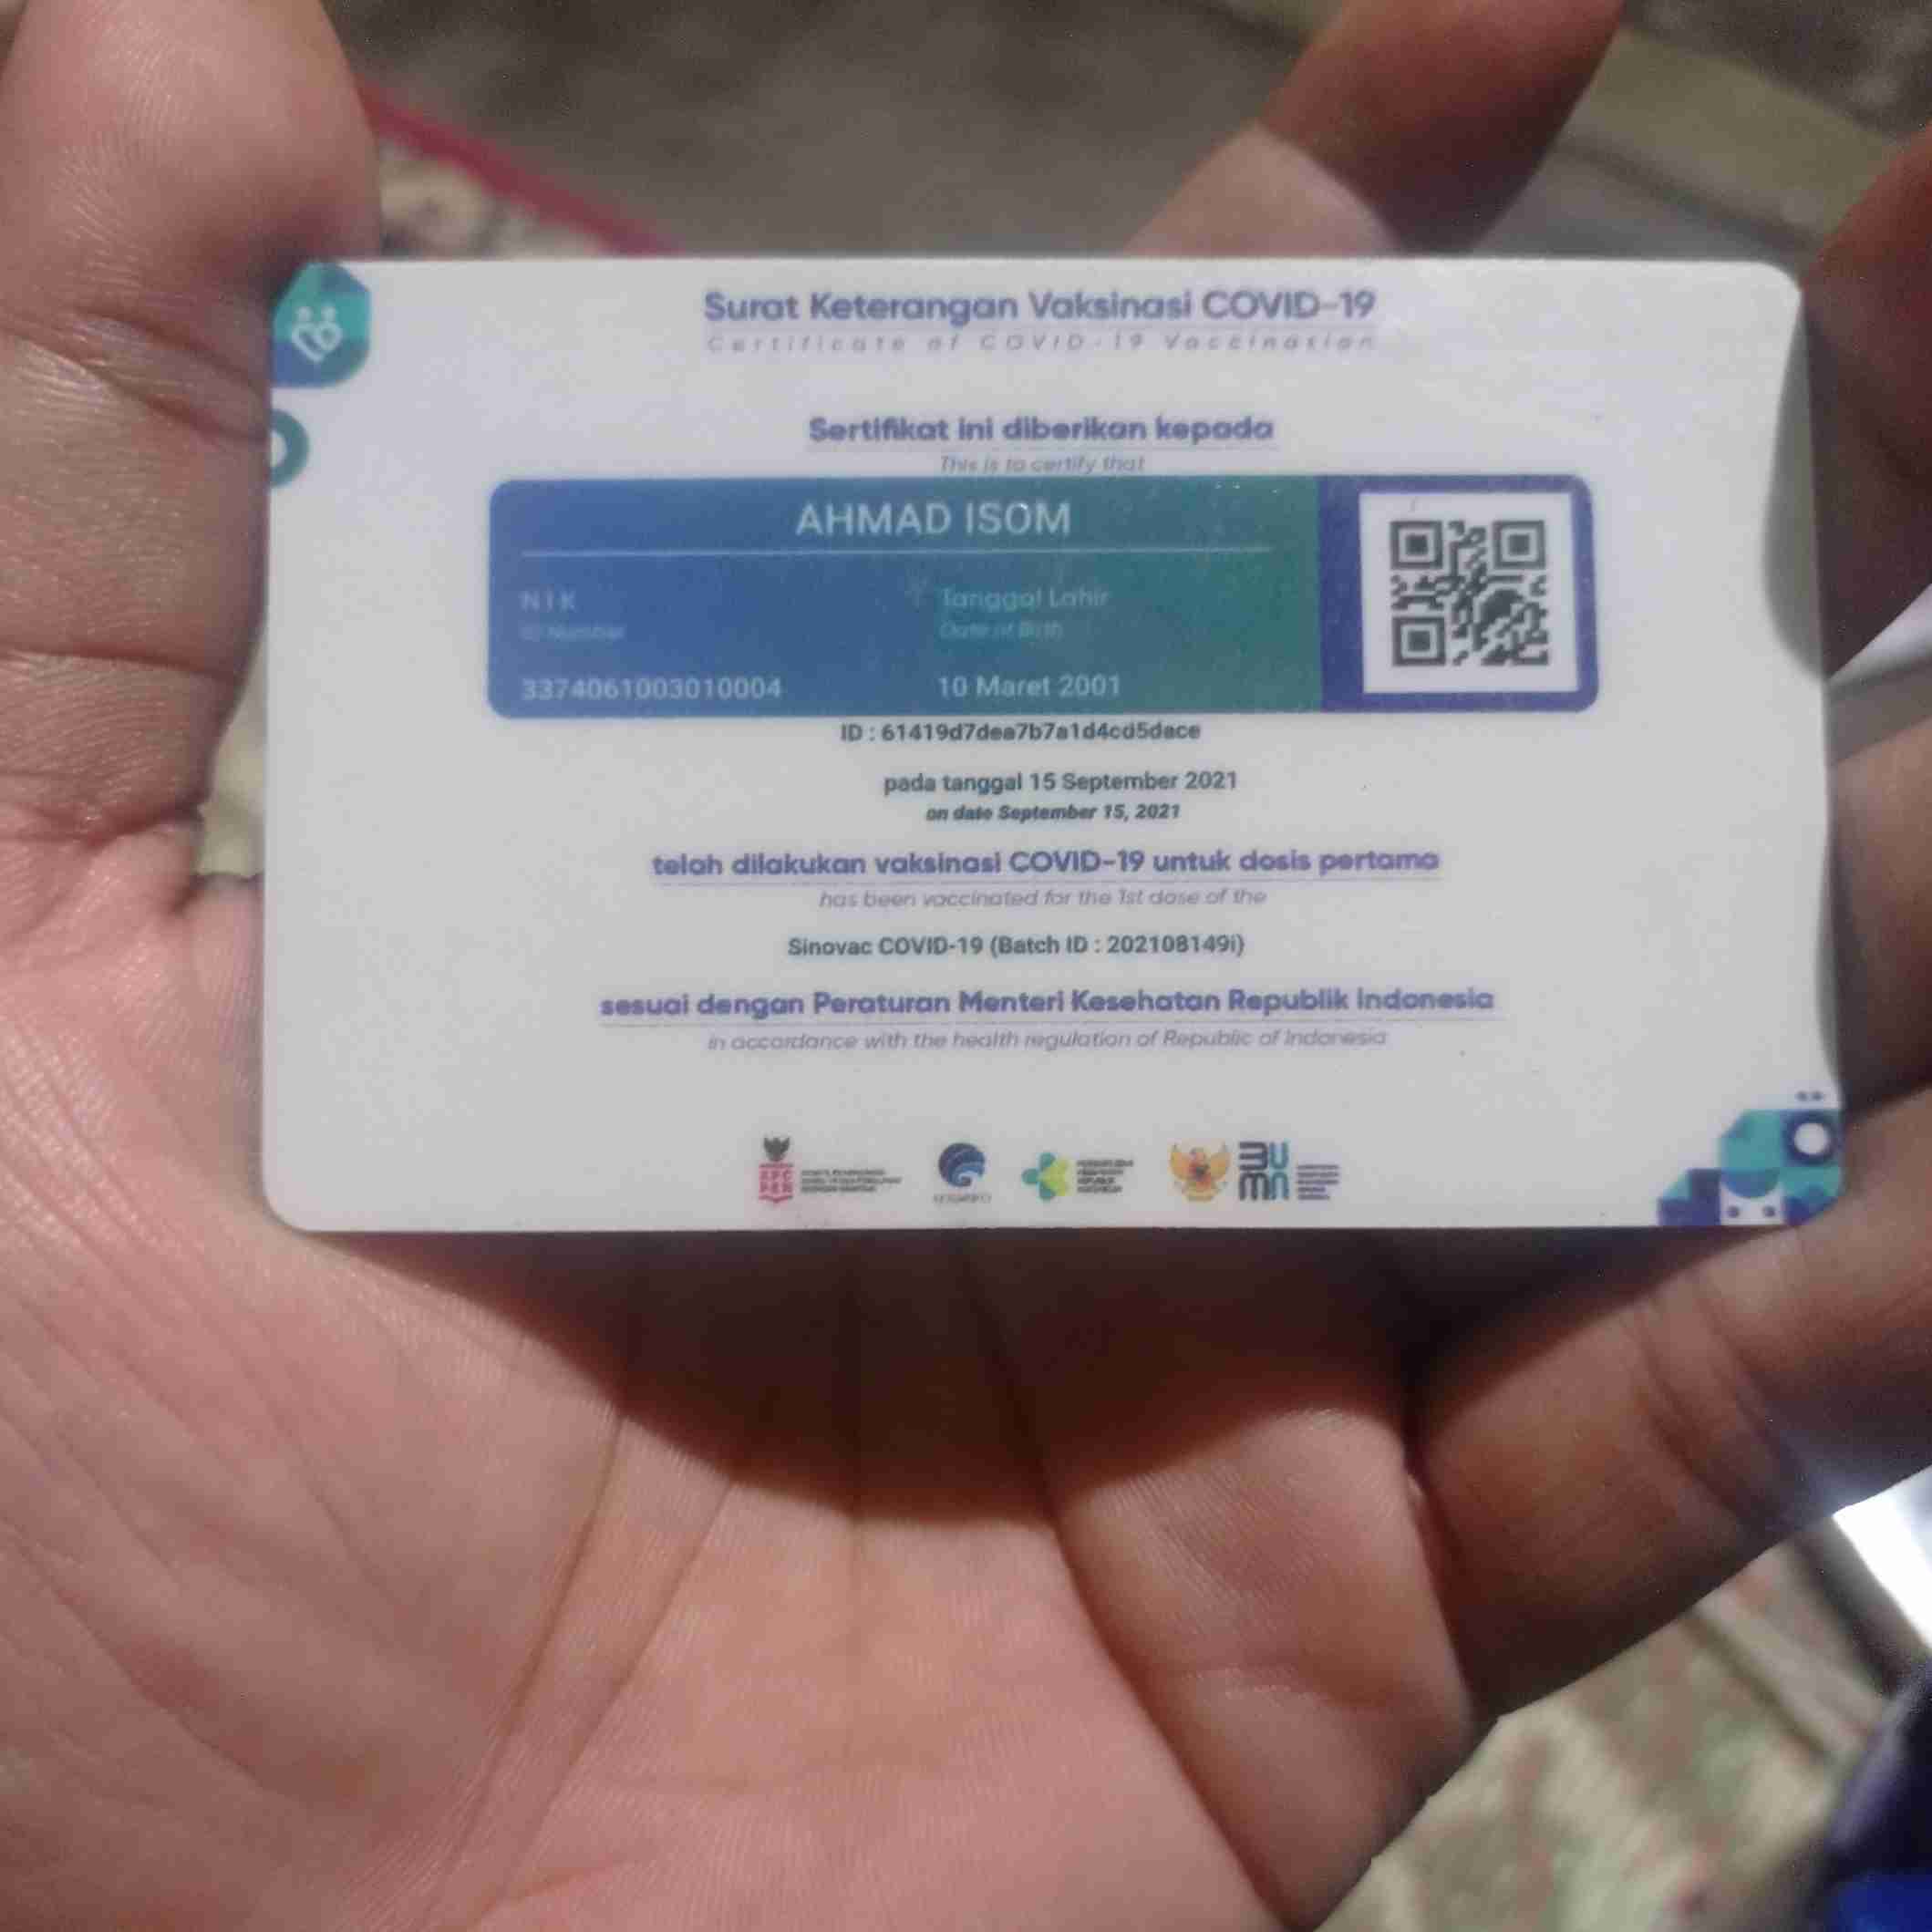 Surat Keterangan Vaksinasi COVID-19
Certificate of COVID-19 Vaccination
Sertifikat ini diberikan kepada
This is to certify that
AHMAD ISOM
NIK
ID Number
3374061003010004
Tanggal Lahir
Date of Birth
10 Maret 2001
ID : 61419d7dea7b7a1d4cd5dace
pada tanggal 15 September 2021
on date September 15, 2021
telah dilakukan vaksinasi COVID-19 untuk dosis pertama
has been vaccinated for the 1st dose of the
Sinovac COVID-19 (Batch ID : 202108149i)
sesuai dengan Peraturan Menteri Kesehatan Republik Indonesia
in accordance with the health regulation of Republic of Indonesia
KPC PEN
KOMINFO
BUMN